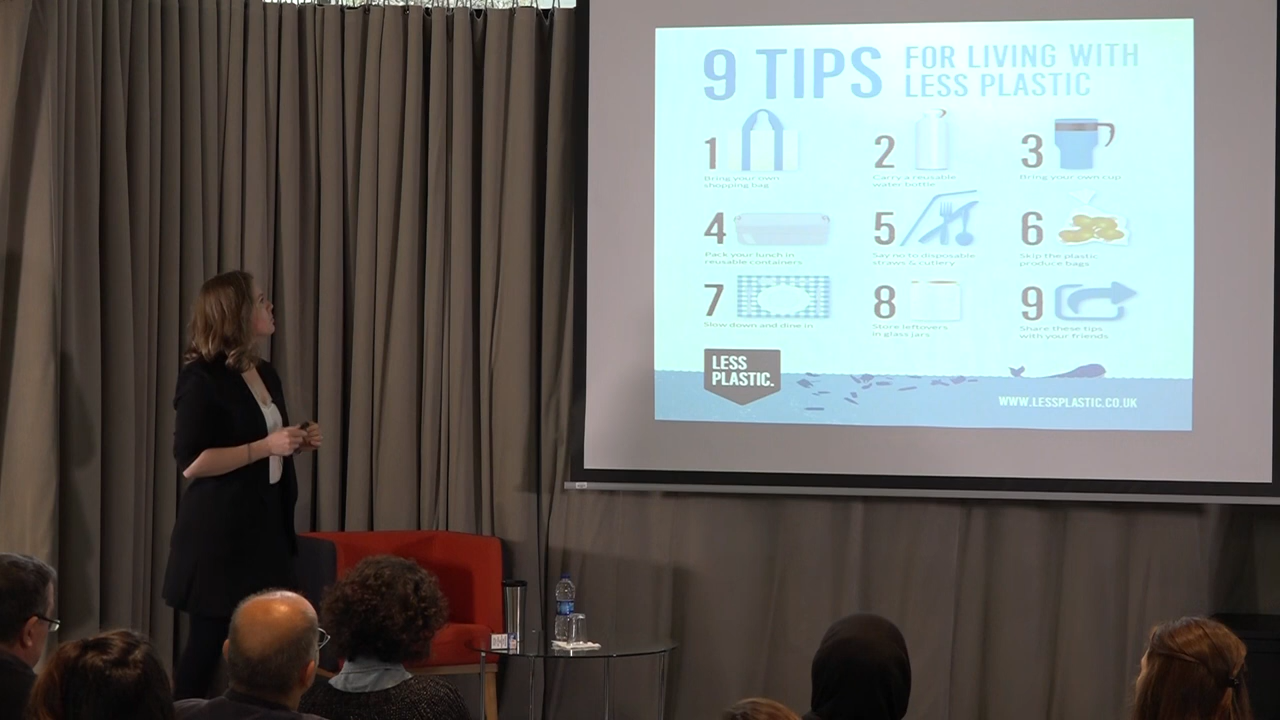 9 TIPS FOR LIVING WITH
LESS PLASTIC
1
Bring your own
shopping bag
2
Carry a reusable
water bottle
3
Bring your own cup
4
Pack your lunch in
reusable containers
5
Say no to disposable
straws & cutlery
6
Skip the plastic
produce bags
7
Slow down and dine in
8
Store leftovers
in glass jars
9
Share these tips
with your friends
LESS
PLASTIC.
WWW.LESSPLASTIC.CO.UK